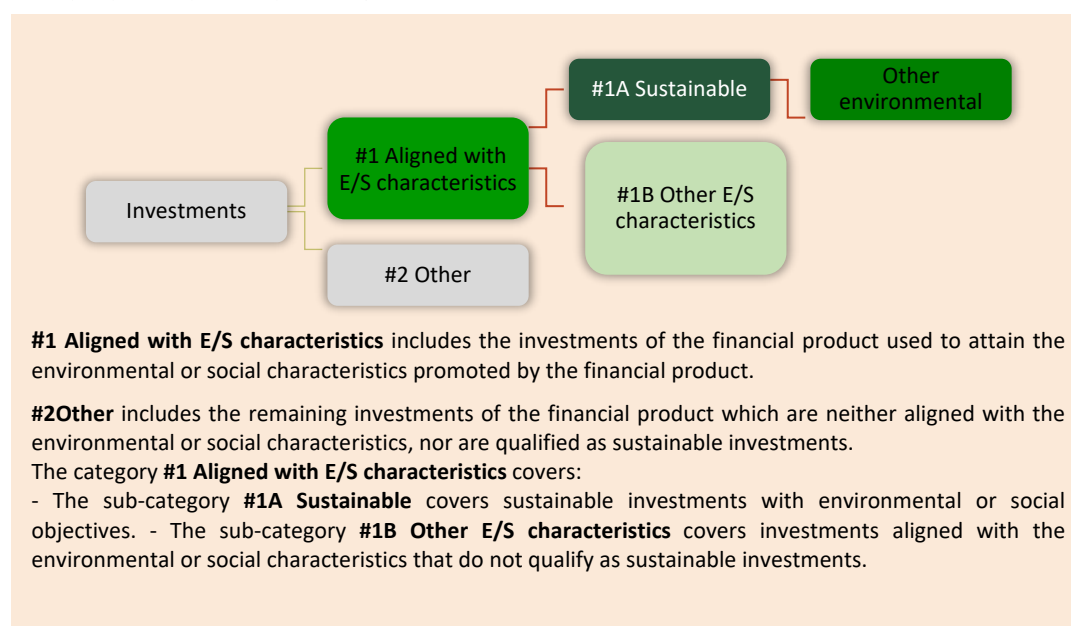 Investments
#1 Aligned with
E/S characteristics
#2 Other
#1A Sustainable
#1B Other E/S
characteristics
Other
environmental
#1 Aligned with E/S characteristics includes the investments of the financial product used to attain the
environmental or social characteristics promoted by the financial product.
#2Other includes the remaining investments of the financial product which are neither aligned with the
environmental or social characteristics, nor are qualified as sustainable investments.
The category #1 Aligned with E/S characteristics covers:
- The sub-category #1A Sustainable covers sustainable investments with environmental or social
objectives. - The sub-category #1B Other E/S characteristics covers investments aligned with the
environmental or social characteristics that do not qualify as sustainable investments.